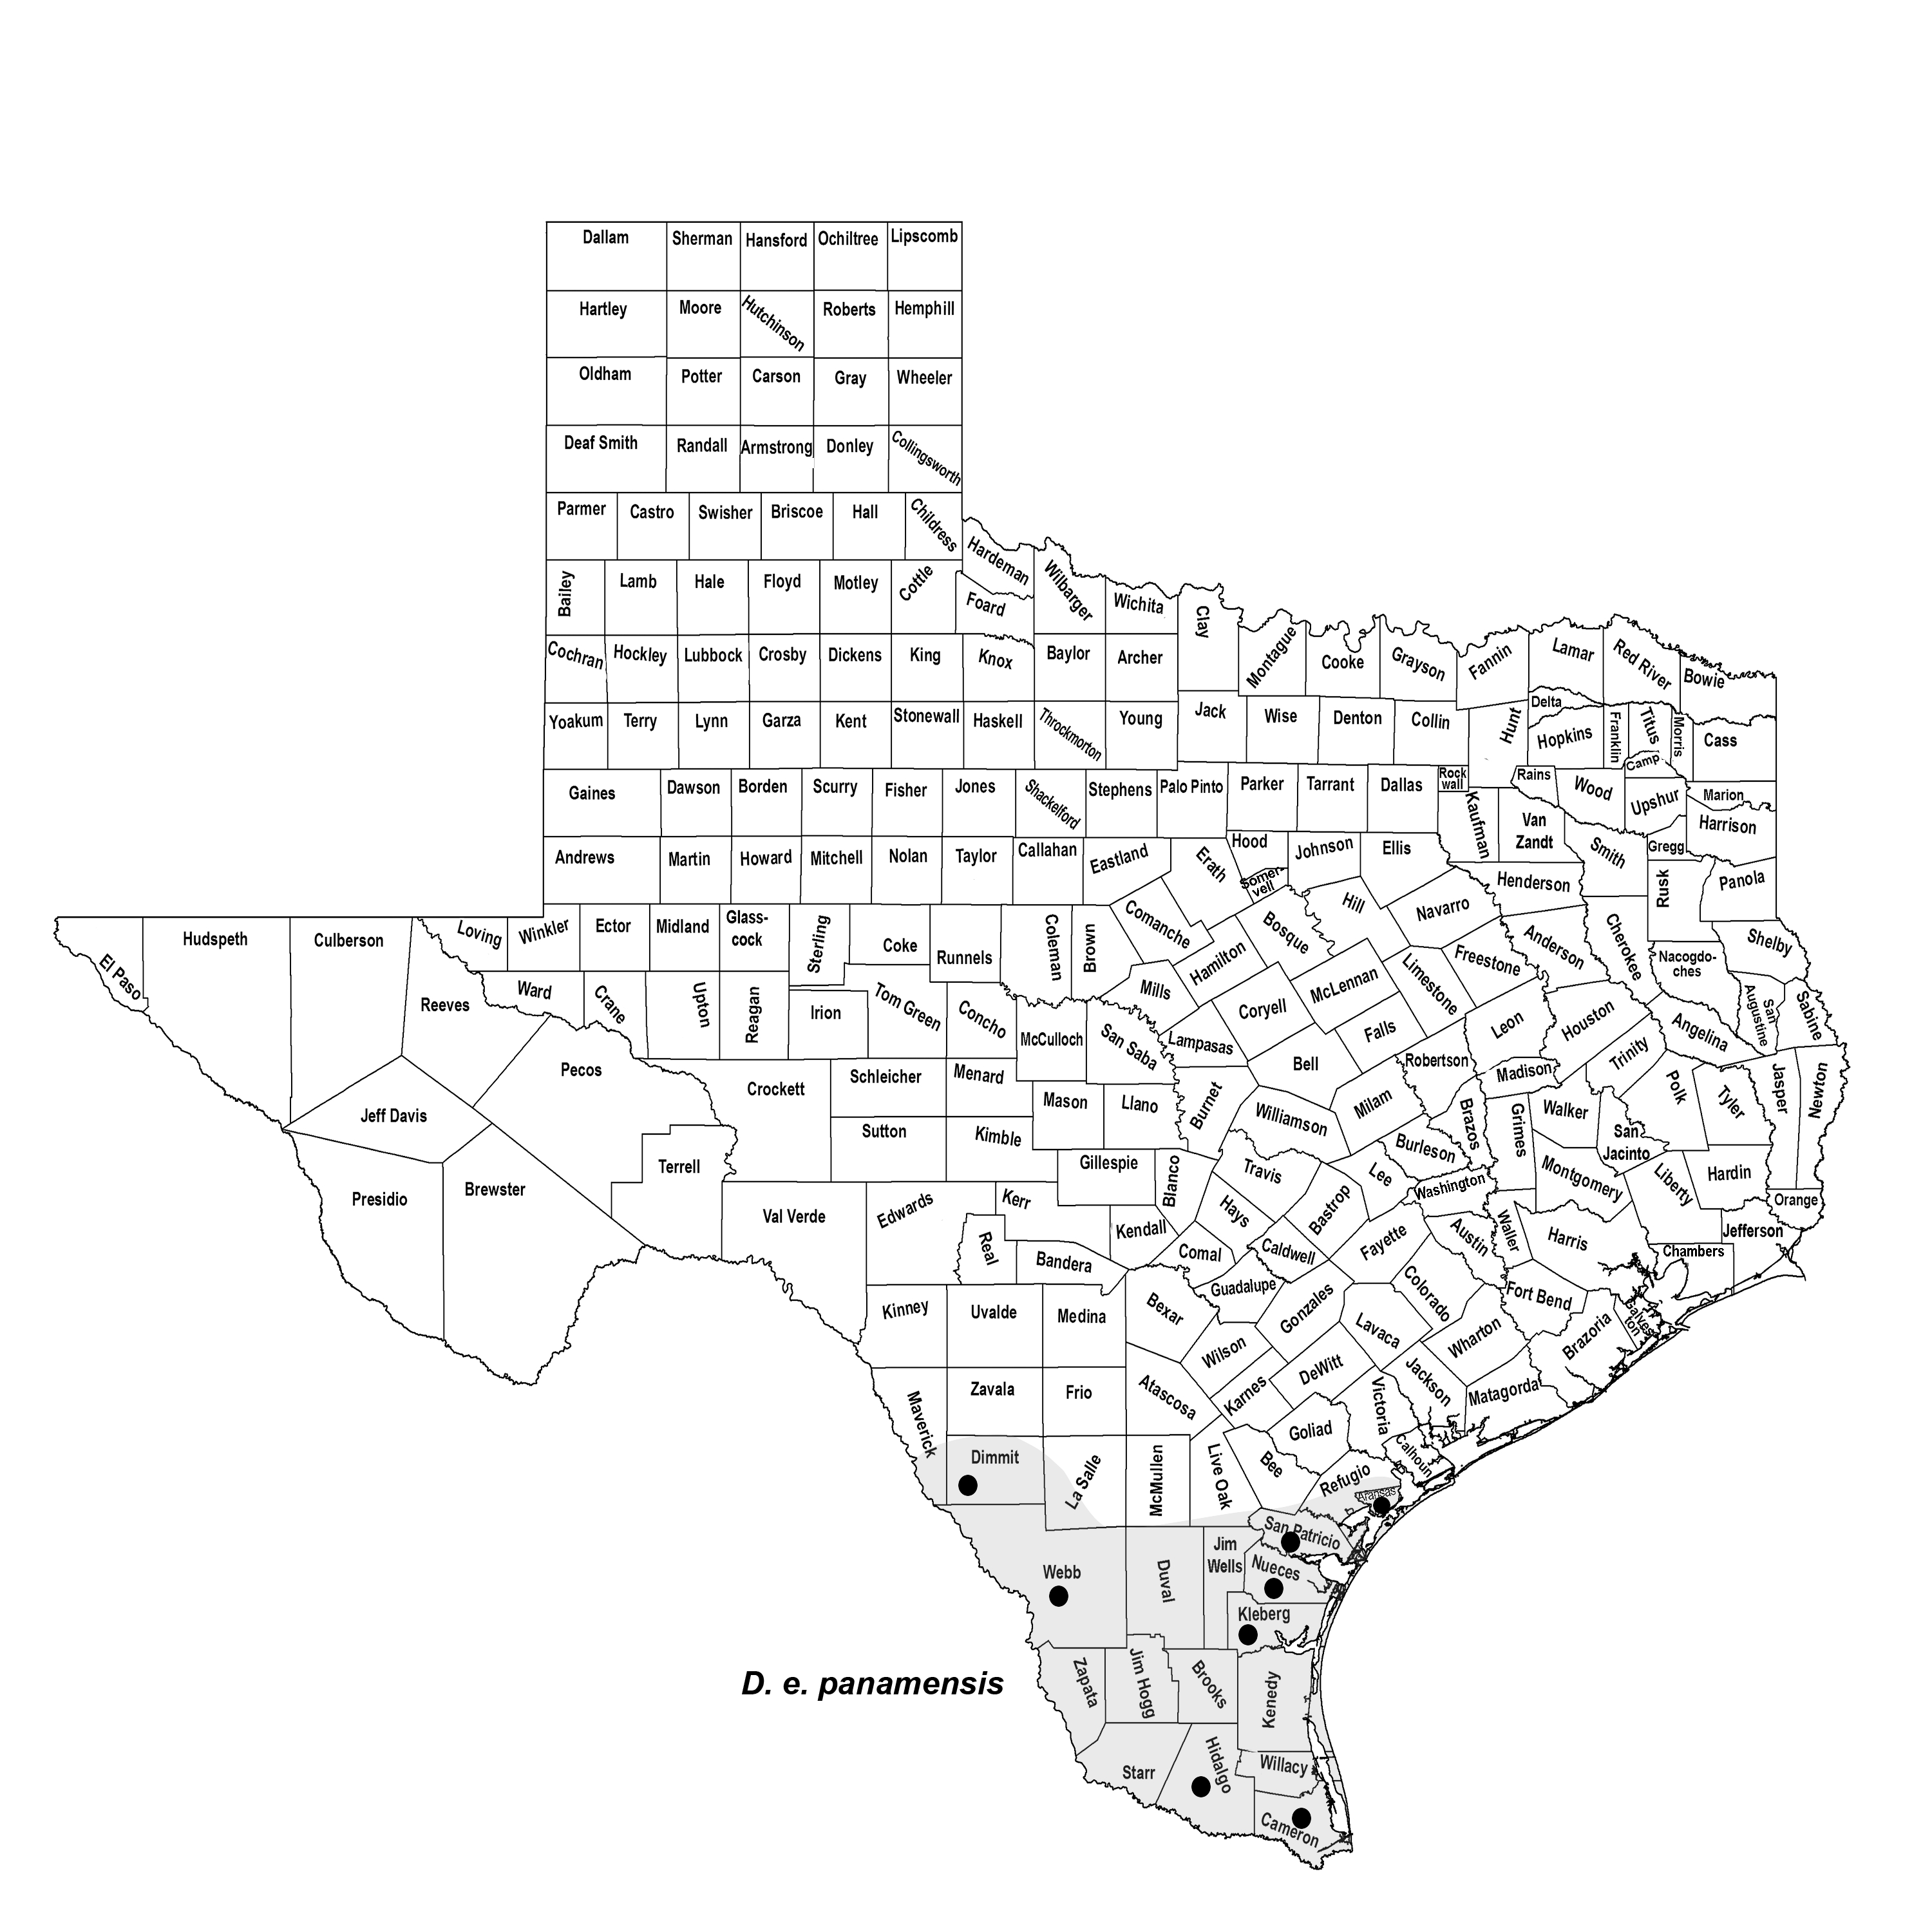 Dallam Sherman Hansford Ochiltree Lipscomb
Hartley Moore Hutchinson Roberts Hemphill
Oldham Potter Carson Gray Wheeler
Deaf Smith Randall Armstrong Donley Collingsworth
Parmer Castro Swisher Briscoe Hall Childress
Hardeman
Bailey Lamb Hale Floyd Motley Cottle Foard Wilbarger Wichita Clay
Montague Cooke Grayson Fannin Lamar Red River Bowie
Cochran Hockley Lubbock Crosby Dickens King Knox Baylor Archer
Delta
Yoakum Terry Lynn Garza Kent Stonewall Haskell Throckmorton Young Jack Wise Denton Collin Hunt Hopkins Franklin Titus Morris Cass
Camp
Gaines Dawson Borden Scurry Fisher Jones Shackelford Stephens Palo Pinto Parker Tarrant Dallas
Rock
wall
Kaufman
Rains Wood Upshur Marion
Harrison
Van
Zandt
Andrews Martin Howard Mitchell Nolan Taylor Callahan Eastland Erath Hood Johnson Ellis Smith Gregg
Somer-
vell
Henderson Rusk Panola
El Paso Hudspeth Culberson Loving Winkler Ector Midland
Glass-
cock
Sterling Coke Runnels Coleman Brown Comanche Hamilton Bosque Hill Navarro
Freestone Anderson Cherokee
Nacogdo-
ches
Shelby
Reeves Ward Crane Upton Reagan Irion Tom Green Concho
McCulloch San Saba Mills Lampasas Coryell McLennan Limestone
Falls Leon Houston Angelina
San
Augustine
Sabine
Pecos Crockett Schleicher Menard Mason Llano Burnet Bell Robertson Madison Trinity
Polk Tyler Jasper Newton
Jeff Davis Sutton Kimble Williamson Milam Brazos Grimes Walker
San
Jacinto
Presidio Brewster Terrell Gillespie Blanco Travis Burleson Lee Washington Montgomery Liberty Hardin Orange
Val Verde Edwards Kerr Real Kendall Bandera Hays Comal Caldwell Bastrop Fayette Austin Waller Harris Jefferson
Chambers
Kinney Uvalde Medina Bexar Guadalupe Gonzales Lavaca Colorado Fort Bend Wharton Brazoria
Galves-
ton
Maverick Zavala Frio Atascosa Wilson Karnes DeWitt Victoria Jackson Matagorda
Dimmit La Salle McMullen Live Oak Bee Goliad Refugio Calhoun
Aransas
San Patricio
Webb Duval
Jim
Wells
Nueces
Kleberg
D. e. panamensis
Zapata Jim Hogg Brooks Kenedy
Starr Hidalgo Willacy
Cameron